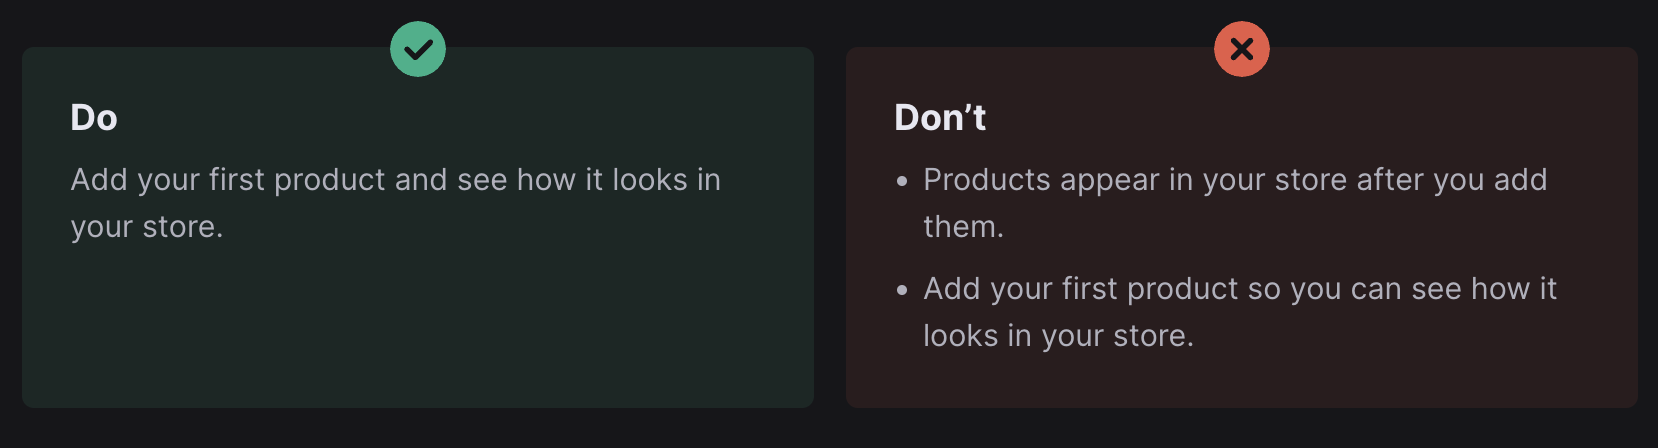 Do
Add your first product and see how it looks in
your store.
Don’t
• Products appear in your store after you add
them.
• Add your first product so you can see how it
looks in your store.